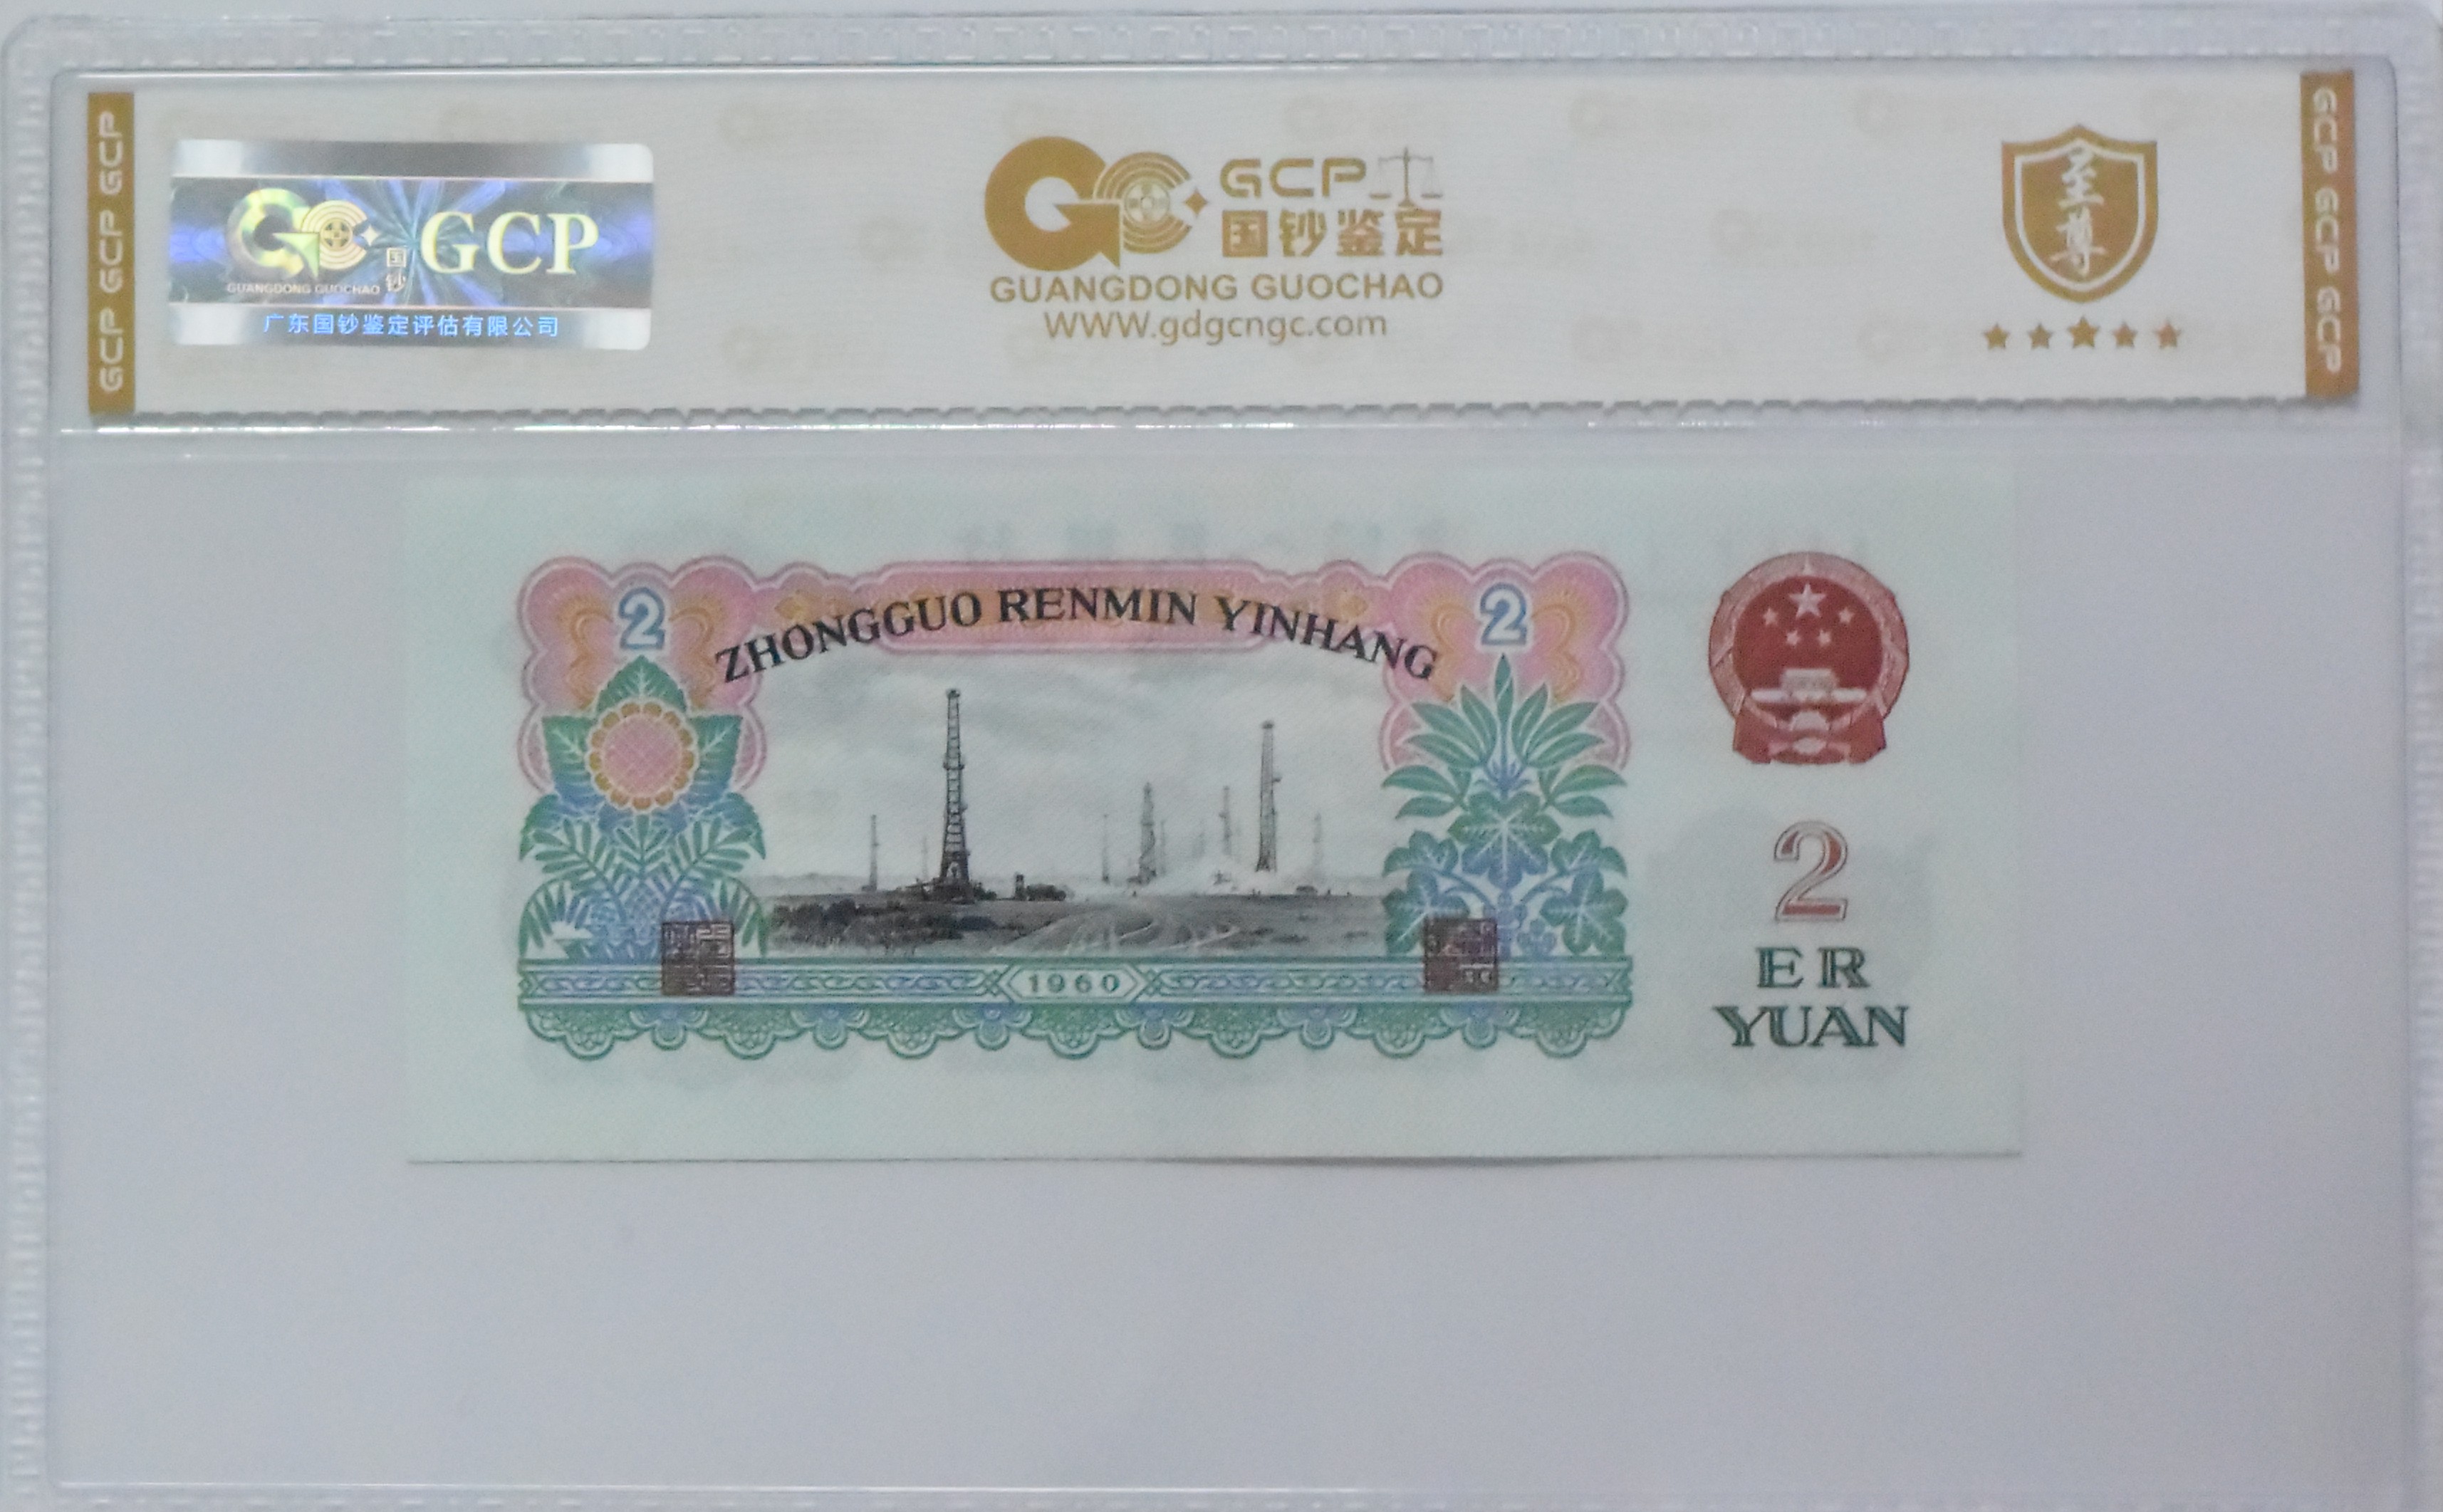 GCP GCP GCP
国钞 GCP
GUANGDONG GUOCHAO
广东国钞鉴定评估有限公司
GCP
国钞鉴定
GUANGDONG GUOCHAO
WWW.gdgcngc.com
至尊
GCP GCP GCP
ZHONGGUO RENMIN YINHANG
2
2
1960
2
ER
YUAN